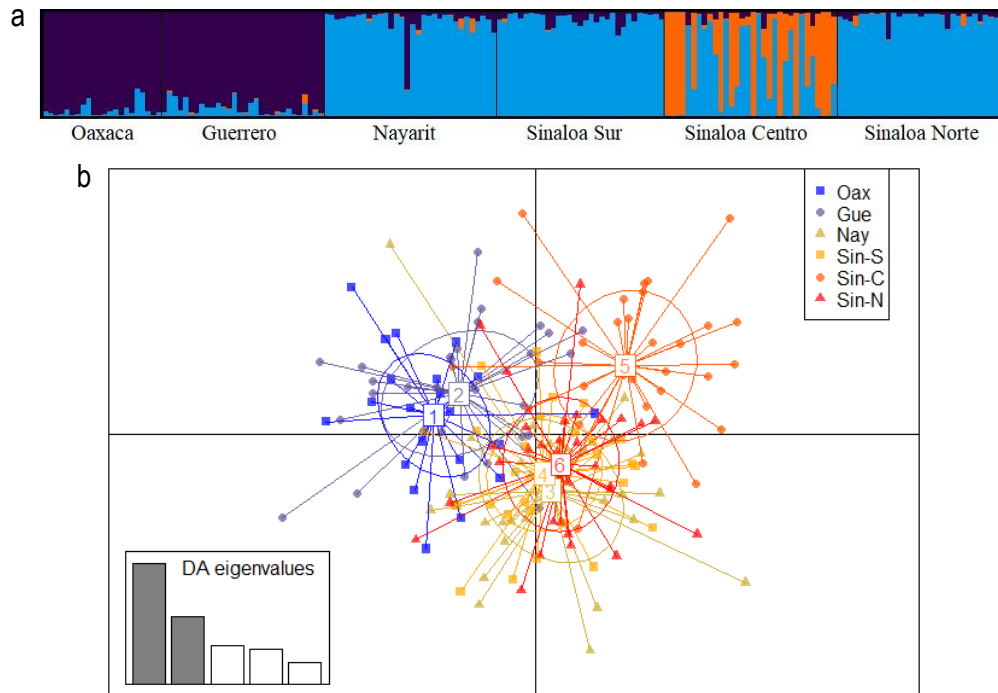 a
Oaxaca Guerrero Nayarit Sinaloa Sur Sinaloa Centro Sinaloa Norte
b
Oax
Gue
Nay
Sin-S
Sin-C
Sin-N
5
2
1
6
4
3
DA eigenvalues